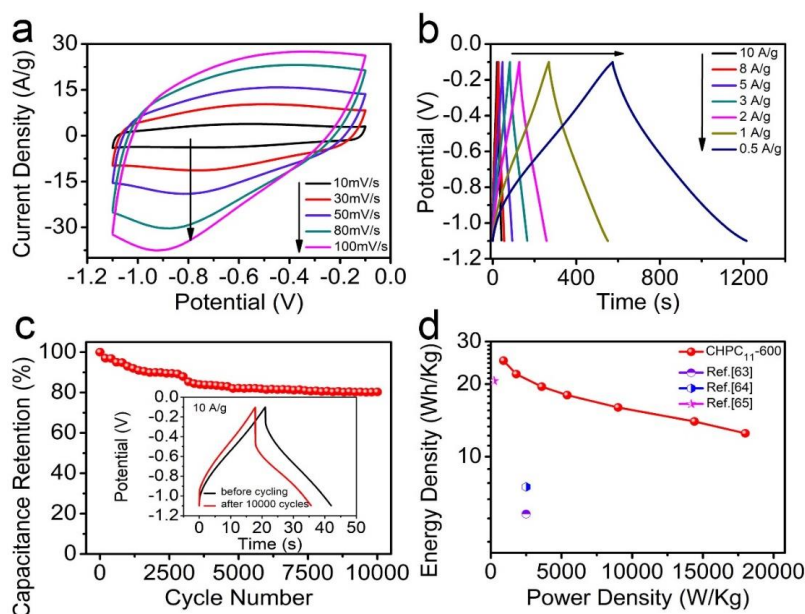 a
Current Density (A/g)
30
15
0
-15
-30
-1.2 -1.0 -0.8 -0.6 -0.4 -0.2 0.0
Potential (V)
10mV/s
30mV/s
50mV/s
80mV/s
100mV/s
b
Potential (V)
0.0
-0.2
-0.4
-0.6
-0.8
-1.0
-1.2
0 400 800 1200
Time (s)
10 A/g
8 A/g
5 A/g
3 A/g
2 A/g
1 A/g
0.5 A/g
c
Capacitance Retention (%)
100
80
60
40
20
0
0 2500 5000 7500 10000
Cycle Number
10 A/g
Potential (V)
0.0
-0.2
-0.4
-0.6
-0.8
-1.0
-1.2
0 10 20 30 40 50
Time (s)
before cycling
after 10000 cycles
d
Energy Density (Wh/Kg)
30
20
10
0 5000 10000 15000 20000
Power Density (W/Kg)
CHPC11-600
Ref.[63]
Ref.[64]
Ref.[65]